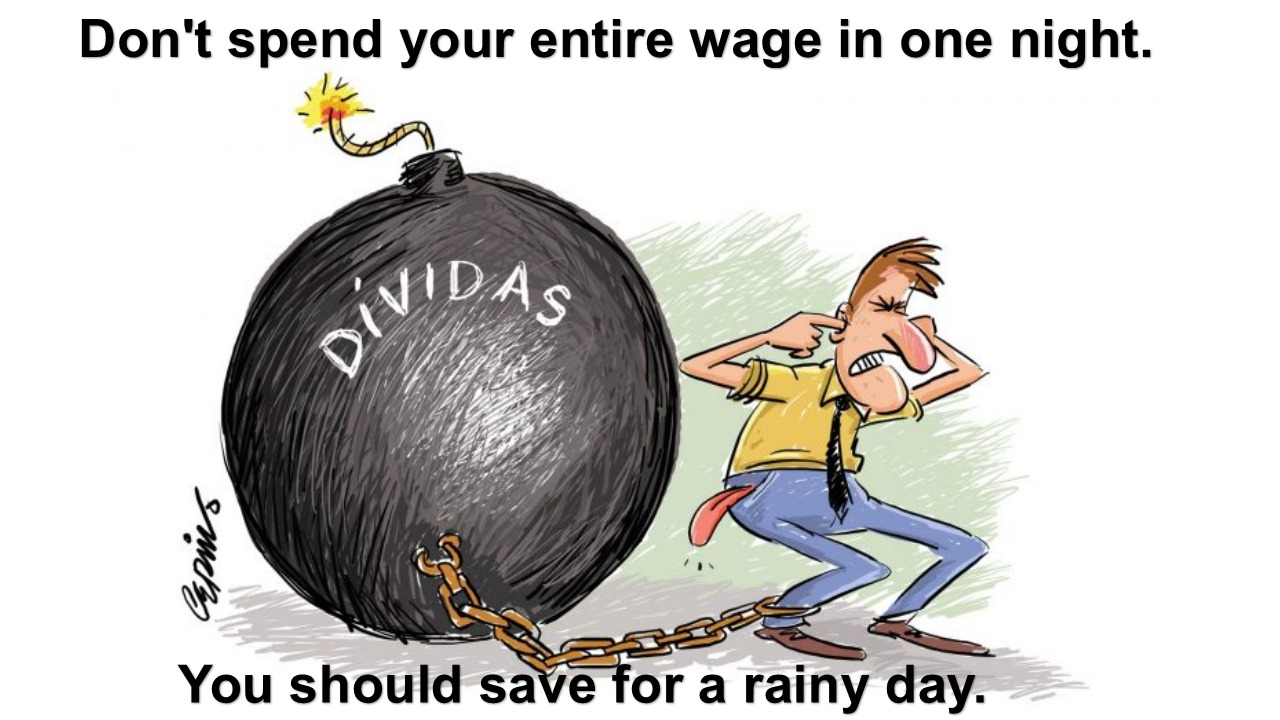 Don't spend your entire wage in one night.
DÍVIDAS
You should save for a rainy day.